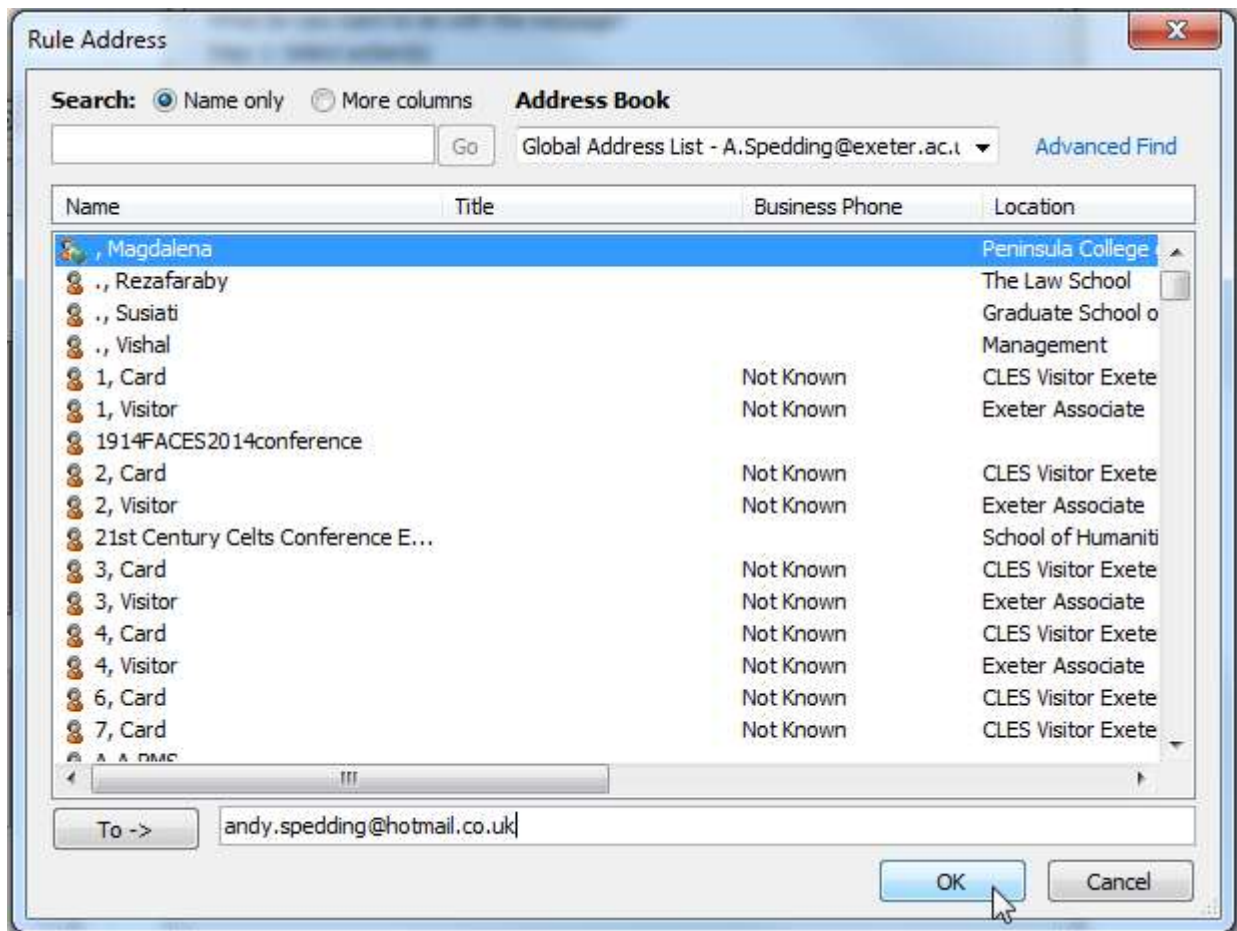 Rule Address
Search: Name only More columns Address Book
Go Global Address List - A.Spedding@exeter.ac.u Advanced Find
Name Title Business Phone Location
, Magdalena Peninsula College
., Rezafaraby The Law School
., Susiati Graduate School o
., Vishal Management
1, Card Not Known CLES Visitor Exete
1, Visitor Not Known Exeter Associate
1914FACES2014conference
2, Card Not Known CLES Visitor Exete
2, Visitor Not Known Exeter Associate
21st Century Celts Conference E... School of Humaniti
3, Card Not Known CLES Visitor Exete
3, Visitor Not Known Exeter Associate
4, Card Not Known CLES Visitor Exete
4, Visitor Not Known Exeter Associate
6, Card Not Known CLES Visitor Exete
7, Card Not Known CLES Visitor Exete
To -> andy.spedding@hotmail.co.uk
OK Cancel